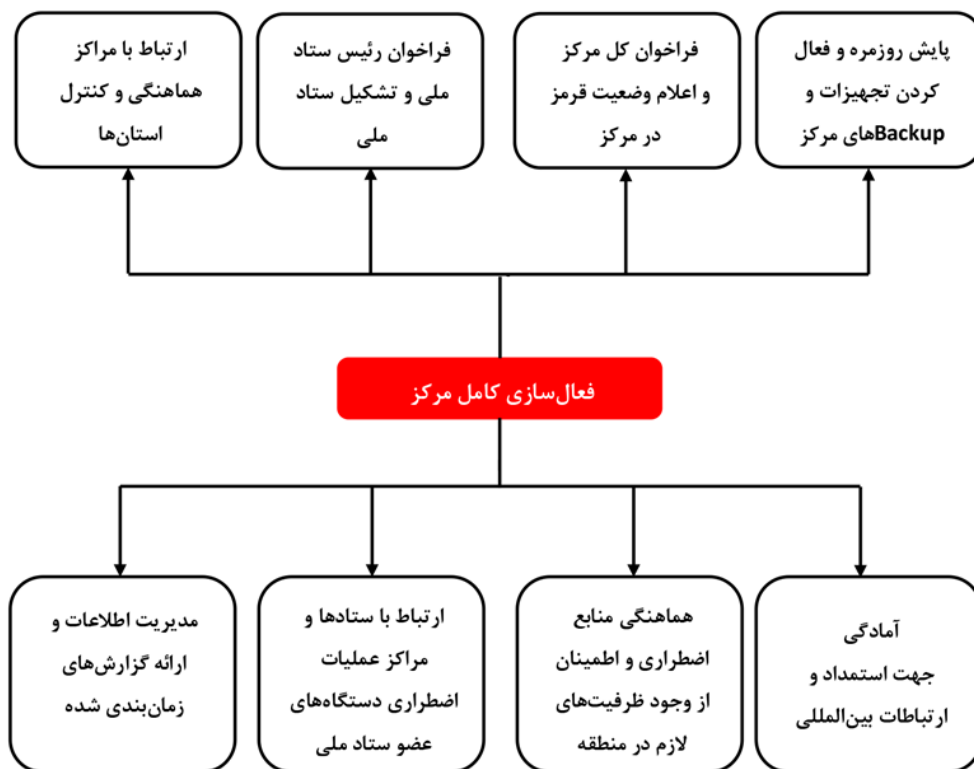 پایش روزمره و فعال
کردن تجهیزات و
Backupهای مرکز
فراخوان کل مرکز
و اعلام وضعیت قرمز
در مرکز
فراخوان رئیس ستاد
ملی و تشکیل ستاد
ملی
ارتباط با مراکز
هماهنگی و کنترل
استان‌ها
فعال‌سازی کامل مرکز
آمادگی
جهت استمداد و
ارتباطات بین‌المللی
هماهنگی منابع
اضطراری و اطمینان
از وجود ظرفیت‌های
لازم در منطقه
ارتباط با ستادها و
مراکز عملیات
اضطراری دستگاه‌های
عضو ستاد ملی
مدیریت اطلاعات و
ارائه گزارش‌های
زمان‌بندی شده